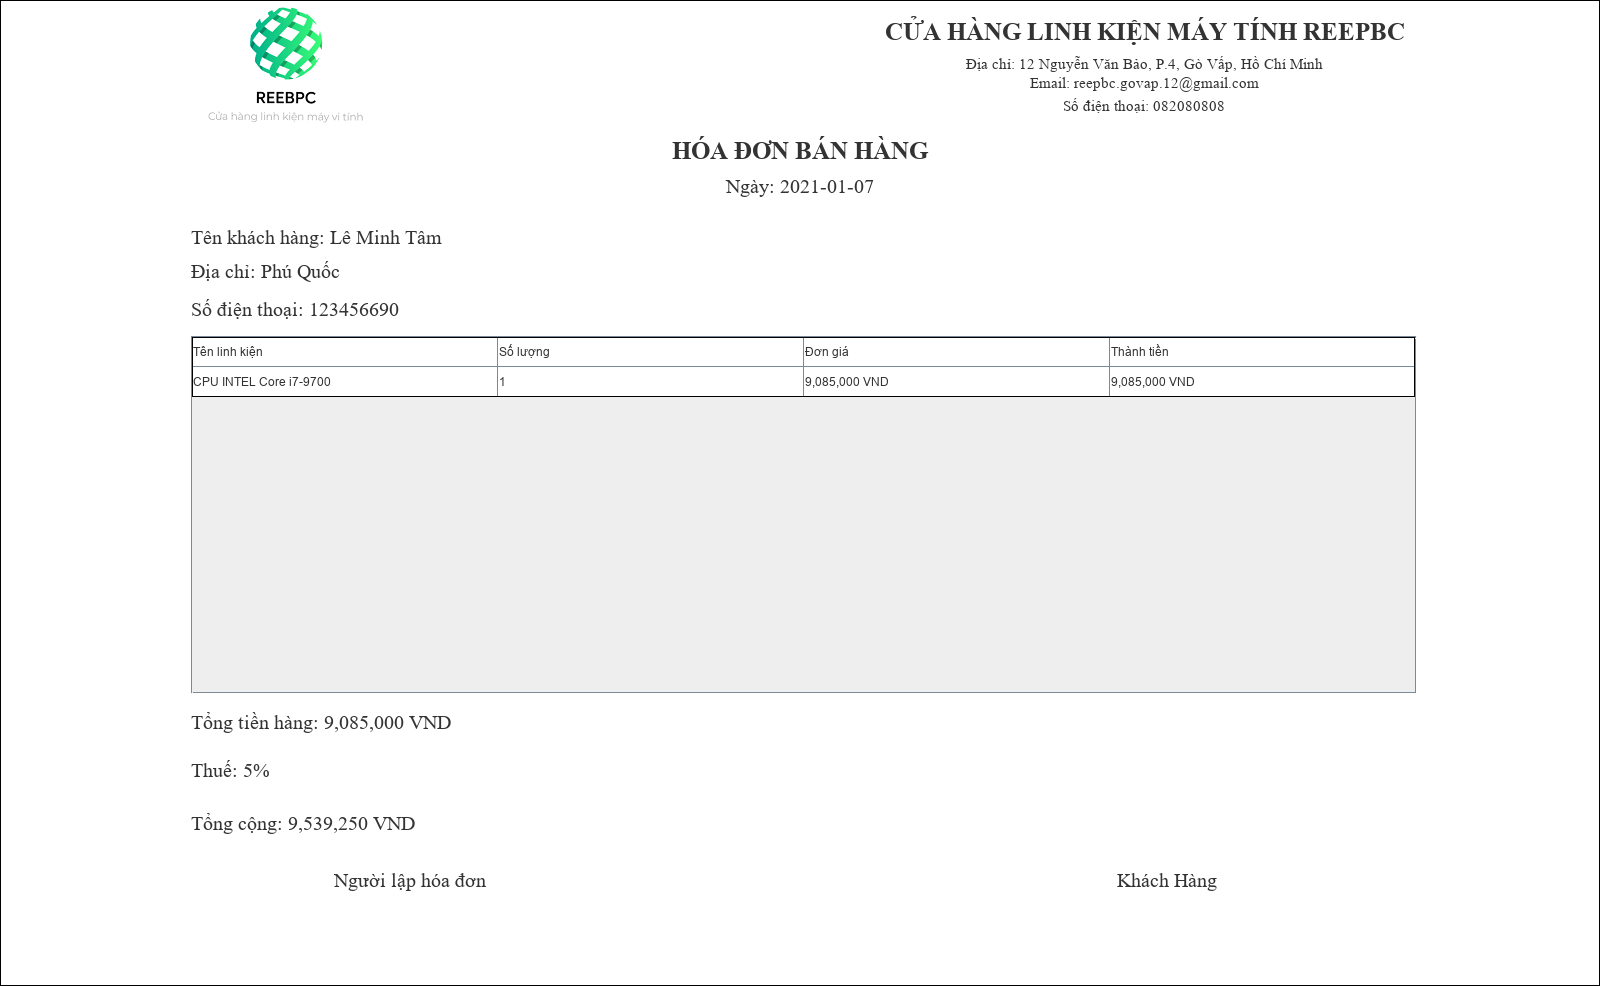 REEBPC
Cửa hàng linh kiện máy vi tính
CỬA HÀNG LINH KIỆN MÁY TÍNH REEPBC
Địa chỉ: 12 Nguyễn Văn Bảo, P.4, Gò Vấp, Hồ Chí Minh
Email: reepbc.govap.12@gmail.com
Số điện thoại: 082080808
HÓA ĐƠN BÁN HÀNG
Ngày: 2021-01-07
Tên khách hàng: Lê Minh Tâm
Địa chỉ: Phú Quốc
Số điện thoại: 123456690
Tên linh kiện Số lượng Đơn giá Thành tiền
CPU INTEL Core i7-9700 1 9,085,000 VND 9,085,000 VND
Tổng tiền hàng: 9,085,000 VND
Thuế: 5%
Tổng cộng: 9,539,250 VND
Người lập hóa đơn Khách Hàng